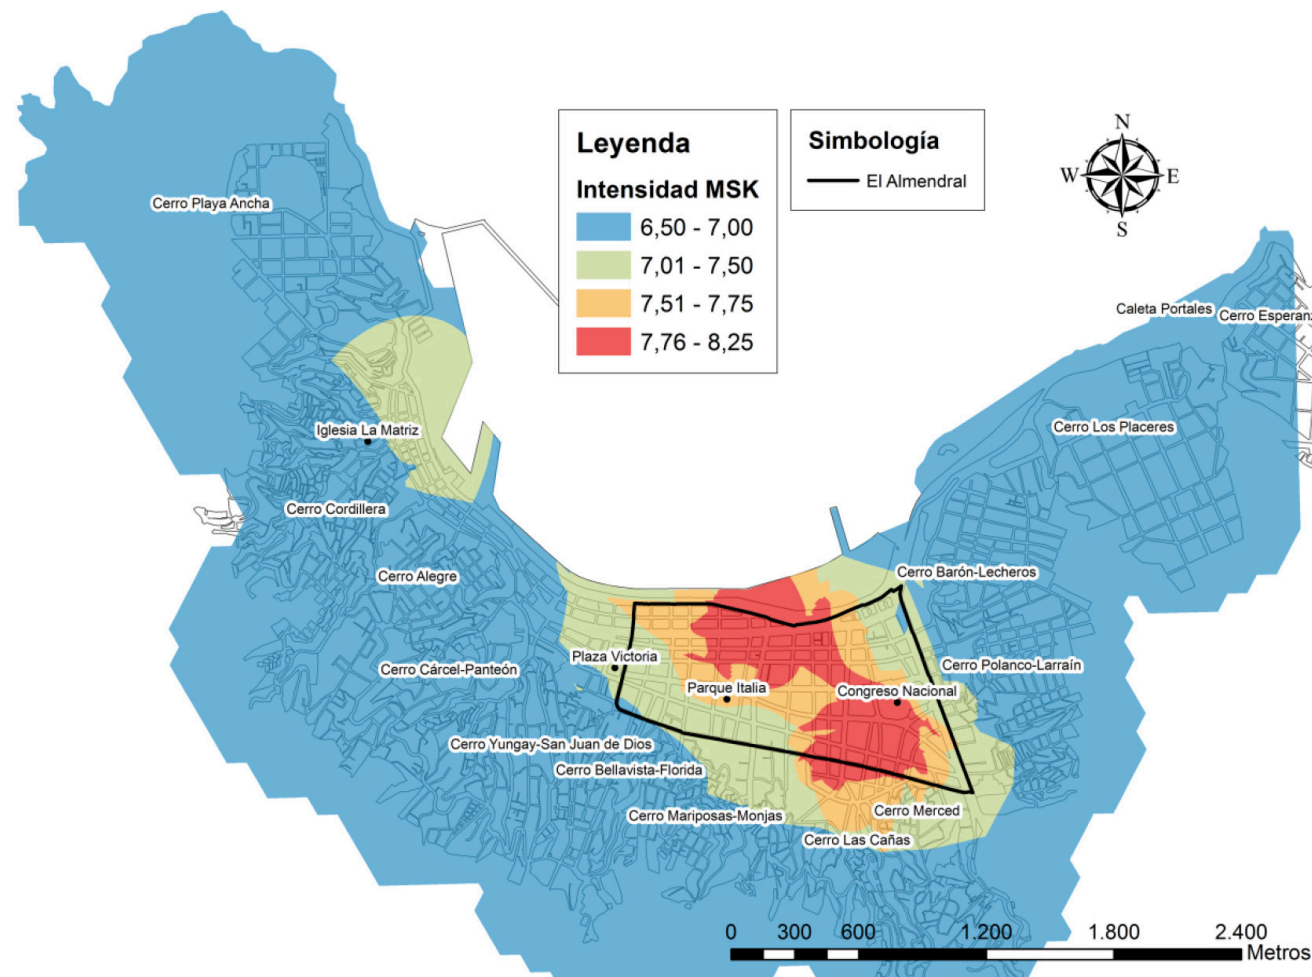 Leyenda
Intensidad MSK
6,50 - 7,00
7,01 - 7,50
7,51 - 7,75
7,76 - 8,25
Simbología
El Almendral
N
W E
S
Cerro Playa Ancha
Caleta Portales
Cerro Esperanz
Iglesia La Matriz
Cerro Los Placeres
Cerro Cordillera
Cerro Alegre
Cerro Barón-Lecheros
Plaza Victoria
Cerro Cárcel-Panteón
Cerro Polanco-Larraín
Parque Italia
Congreso Nacional
Cerro Yungay-San Juan de Dios
Cerro Bellavista-Florida
Cerro Mariposas-Monjas
Cerro Merced
Cerro Las Cañas
0 300 600 1.200 1.800 2.400
Metros